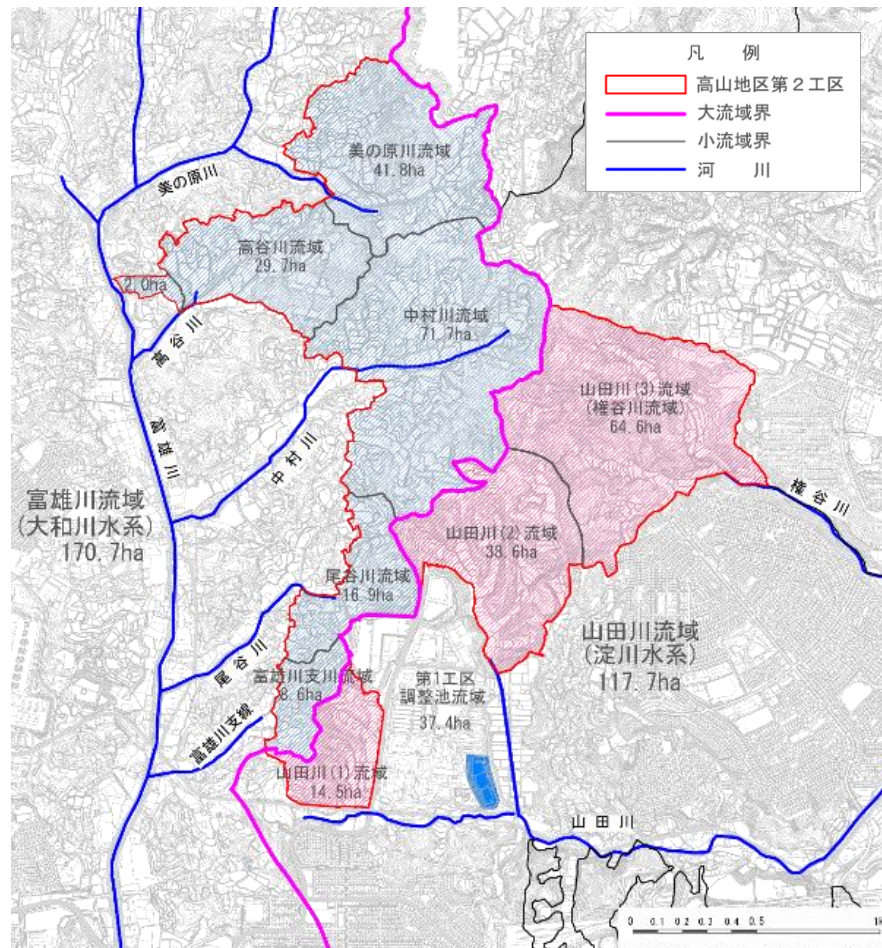 凡 例
高山地区第２工区
大流域界
小流域界
河 川
美の原川流域
41.8ha
美の原川
高谷川流域
29.7ha
2.0ha
高谷川
中村川流域
71.7ha
山田川(3)流域
(権谷川流域)
64.6ha
富雄川
中村川
権谷川
富雄川流域
(大和川水系)
170.7ha
山田川(2)流域
38.6ha
尾谷川流域
16.9ha
山田川流域
(淀川水系)
117.7ha
尾谷川
富雄川支川流域
8.6ha
第1工区
調整池流域
37.4ha
富雄川支線
山田川(1)流域
14.5ha
山田川
0 0.1 0.2 0.3 0.4 0.5 1k